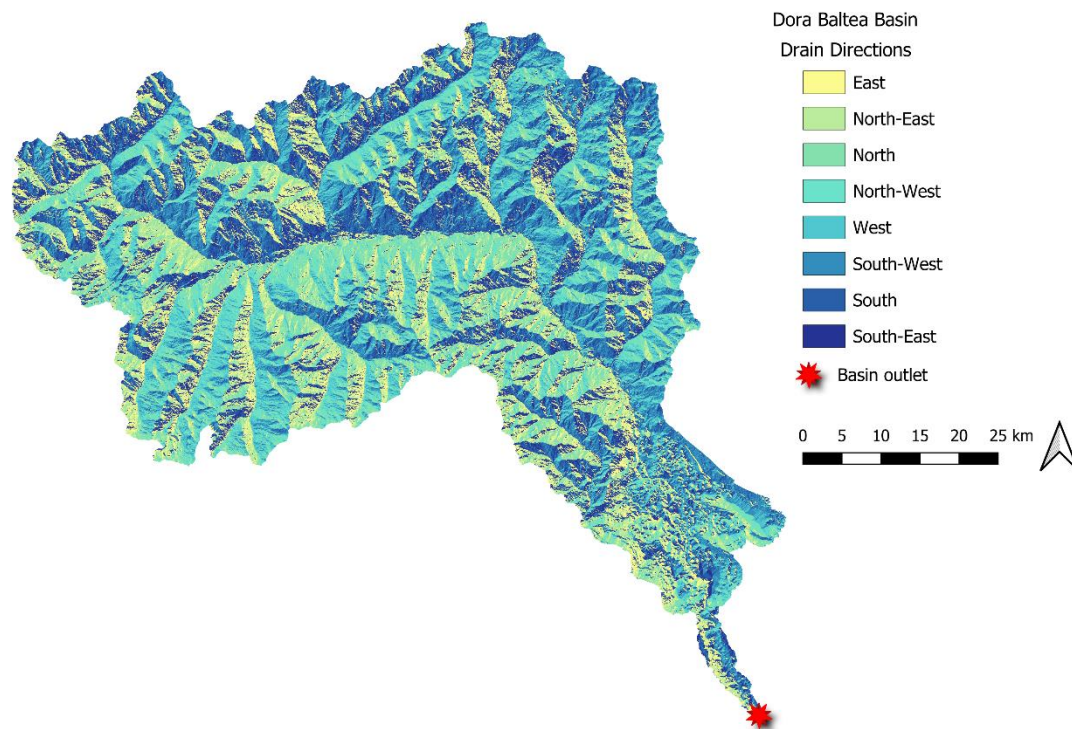 Dora Baltea Basin
Drain Directions
East
North-East
North
North-West
West
South-West
South
South-East
Basin outlet
0 5 10 15 20 25 km